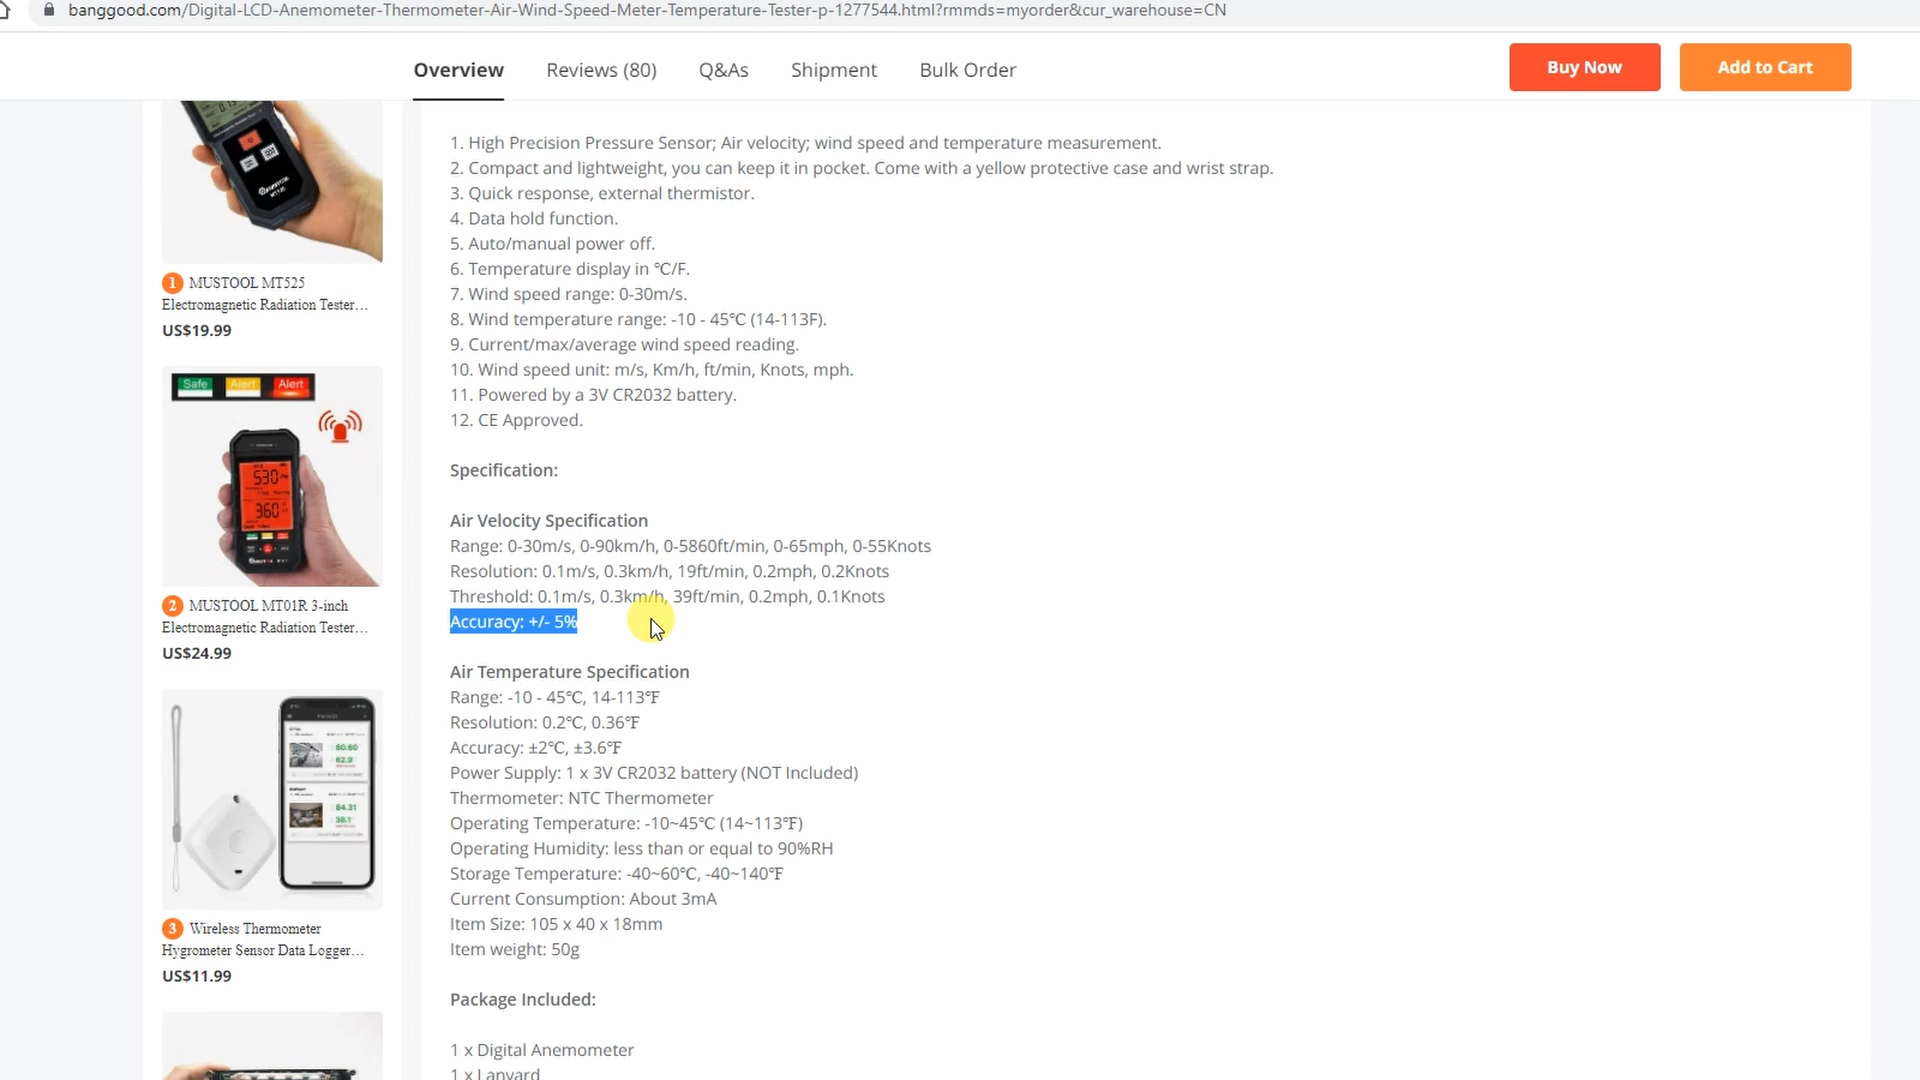 banggood.com/Digital-LCD-Anemometer-Thermometer-Air-Wind-Speed-Meter-Temperature-Tester-p-1277544.html?rmmds=myorder&cur_warehouse=CN
Overview
Reviews (80)
Q&As
Shipment
Bulk Order
Buy Now
Add to Cart
1 MUSTOOL MT525
Electromagnetic Radiation Tester...
US$19.99
Safe Alert Alert
530
360
2 MUSTOOL MT01R 3-inch
Electromagnetic Radiation Tester...
US$24.99
80.60
62.9
84.31
38.1
3 Wireless Thermometer
Hygrometer Sensor Data Logger...
US$11.99
1. High Precision Pressure Sensor; Air velocity; wind speed and temperature measurement.
2. Compact and lightweight, you can keep it in pocket. Come with a yellow protective case and wrist strap.
3. Quick response, external thermistor.
4. Data hold function.
5. Auto/manual power off.
6. Temperature display in ℃/F.
7. Wind speed range: 0-30m/s.
8. Wind temperature range: -10 - 45℃ (14-113F).
9. Current/max/average wind speed reading.
10. Wind speed unit: m/s, Km/h, ft/min, Knots, mph.
11. Powered by a 3V CR2032 battery.
12. CE Approved.
Specification:
Air Velocity Specification
Range: 0-30m/s, 0-90km/h, 0-5860ft/min, 0-65mph, 0-55Knots
Resolution: 0.1m/s, 0.3km/h, 19ft/min, 0.2mph, 0.2Knots
Threshold: 0.1m/s, 0.3km/h, 39ft/min, 0.2mph, 0.1Knots
Accuracy: +/- 5%
Air Temperature Specification
Range: -10 - 45℃, 14-113℉
Resolution: 0.2℃, 0.36℉
Accuracy: ±2℃, ±3.6℉
Power Supply: 1 x 3V CR2032 battery (NOT Included)
Thermometer: NTC Thermometer
Operating Temperature: -10~45℃ (14~113℉)
Operating Humidity: less than or equal to 90%RH
Storage Temperature: -40~60℃, -40~140℉
Current Consumption: About 3mA
Item Size: 105 x 40 x 18mm
Item weight: 50g
Package Included:
1 x Digital Anemometer
1 x Lanyard